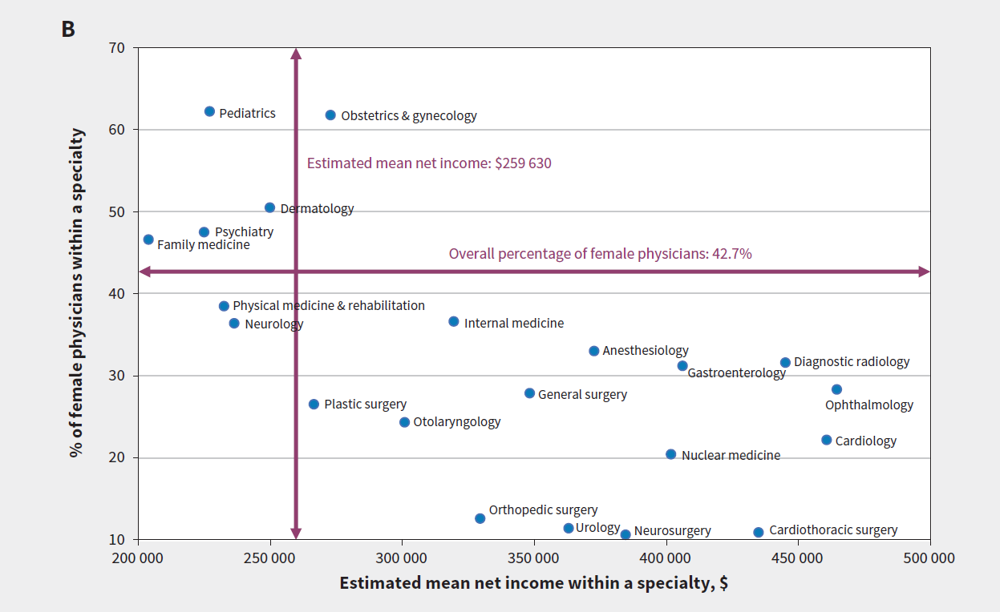 B
70
60
50
40
30
20
10
% of female physicians within a specialty
Pediatrics
Obstetrics & gynecology
Estimated mean net income: $259 630
Dermatology
Psychiatry
Family medicine
Overall percentage of female physicians: 42.7%
Physical medicine & rehabilitation
Neurology
Internal medicine
Anesthesiology
Gastroenterology
Diagnostic radiology
General surgery
Ophthalmology
Plastic surgery
Otolaryngology
Cardiology
Nuclear medicine
Orthopedic surgery
Urology
Neurosurgery
Cardiothoracic surgery
200 000
250 000
300 000
350 000
400 000
450 000
500 000
Estimated mean net income within a specialty, $